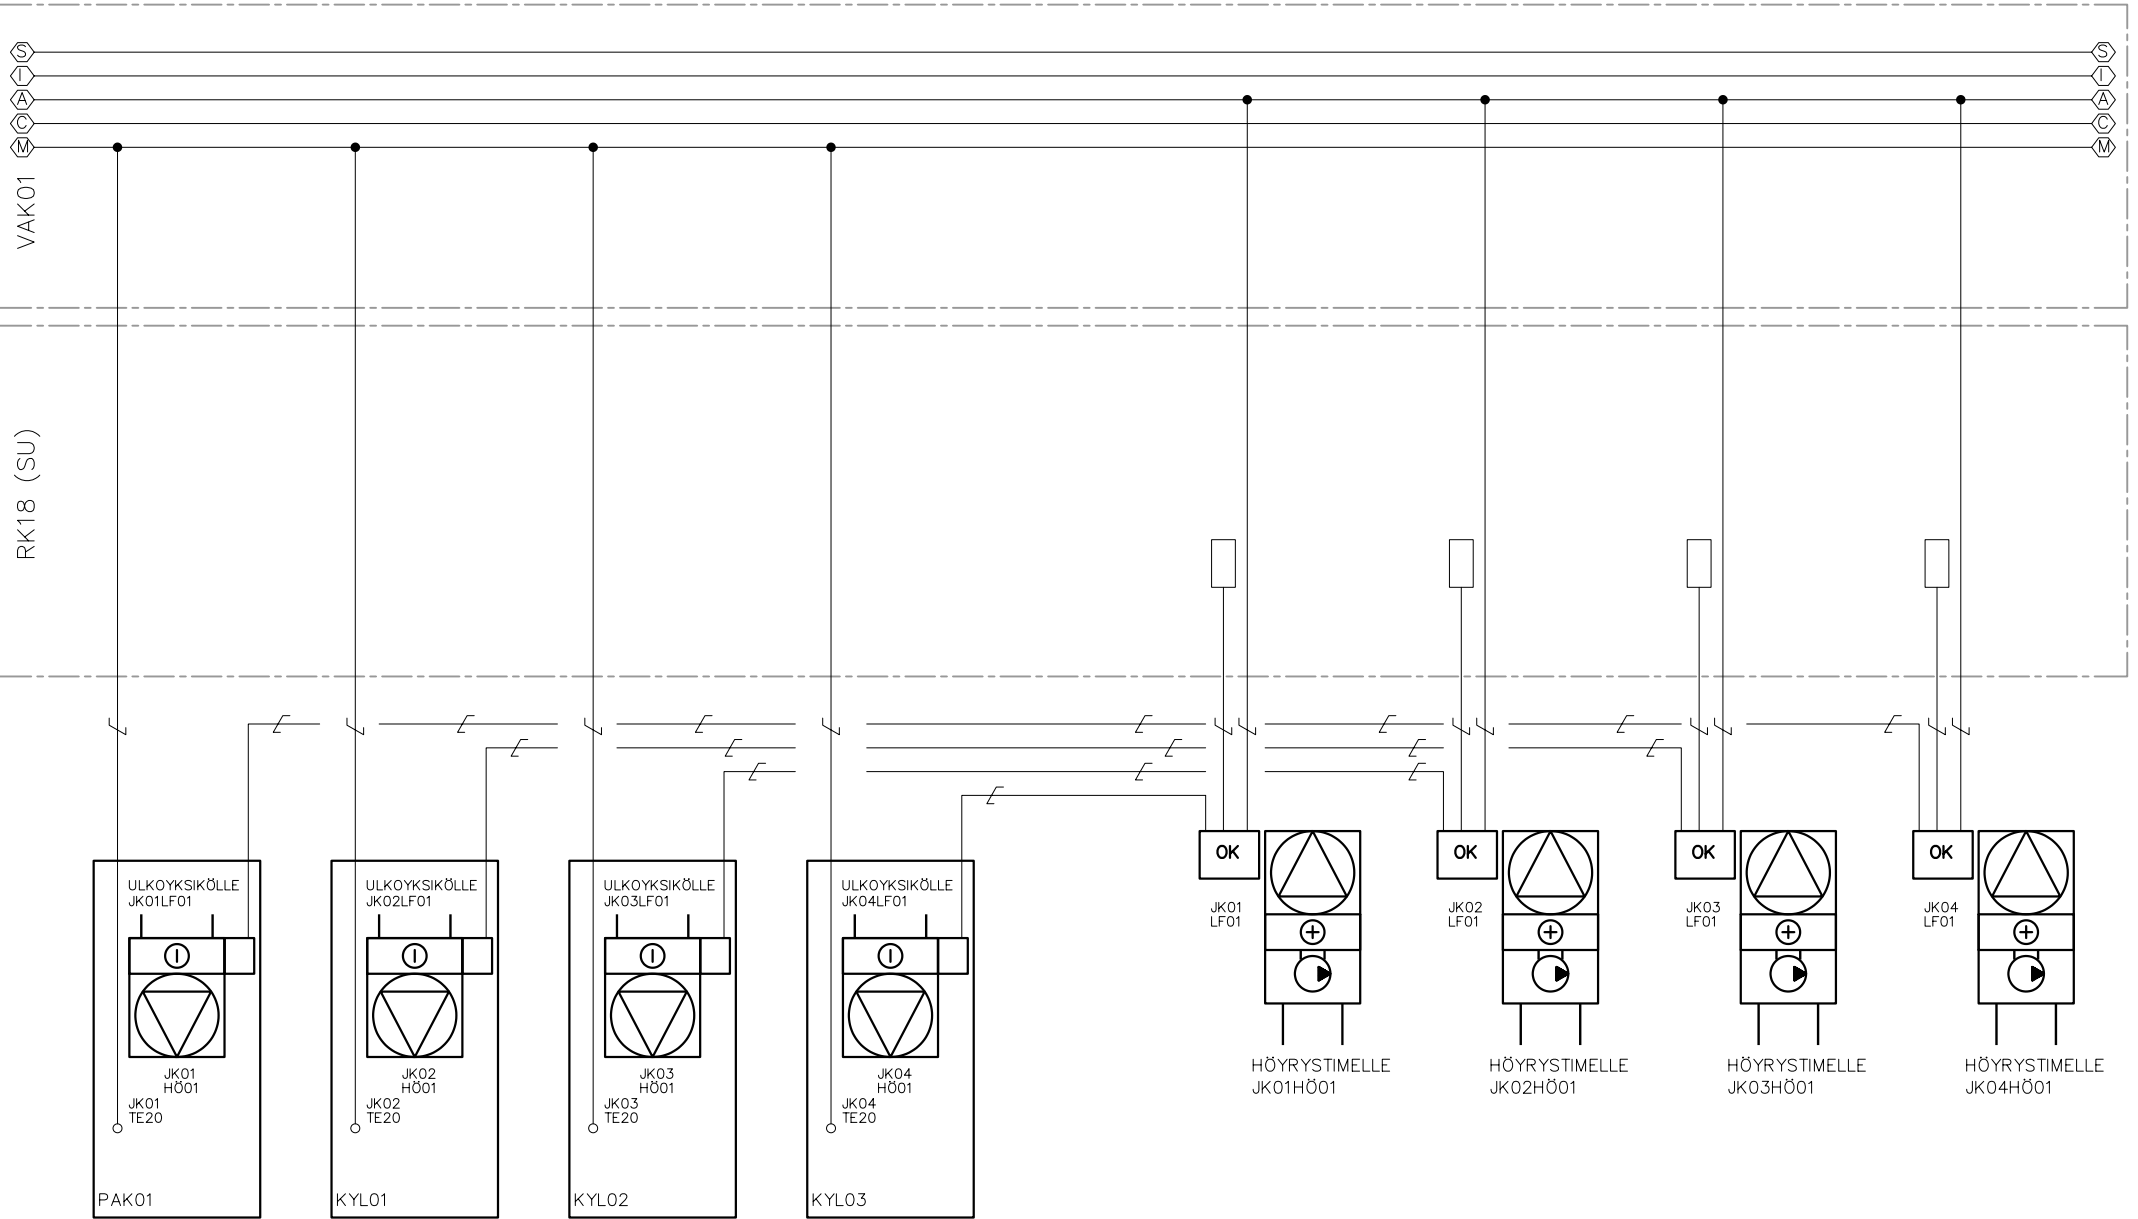 S
S
I
I
A
A
C
C
M
M
VAK01
RK18 (SU)
OK
OK
OK
OK
ULKOYKSIKÖLLE
JK01LF01
ULKOYKSIKÖLLE
JK02LF01
ULKOYKSIKÖLLE
JK03LF01
ULKOYKSIKÖLLE
JK04LF01
JK01
LF01
JK02
LF01
JK03
LF01
JK04
LF01
JK01
HÖ01
JK02
HÖ01
JK03
HÖ01
JK04
HÖ01
HÖYRYSTIMELLE
JK01HÖ01
HÖYRYSTIMELLE
JK02HÖ01
HÖYRYSTIMELLE
JK03HÖ01
HÖYRYSTIMELLE
JK04HÖ01
JK01
TE20
JK02
TE20
JK03
TE20
JK04
TE20
PAK01
KYL01
KYL02
KYL03